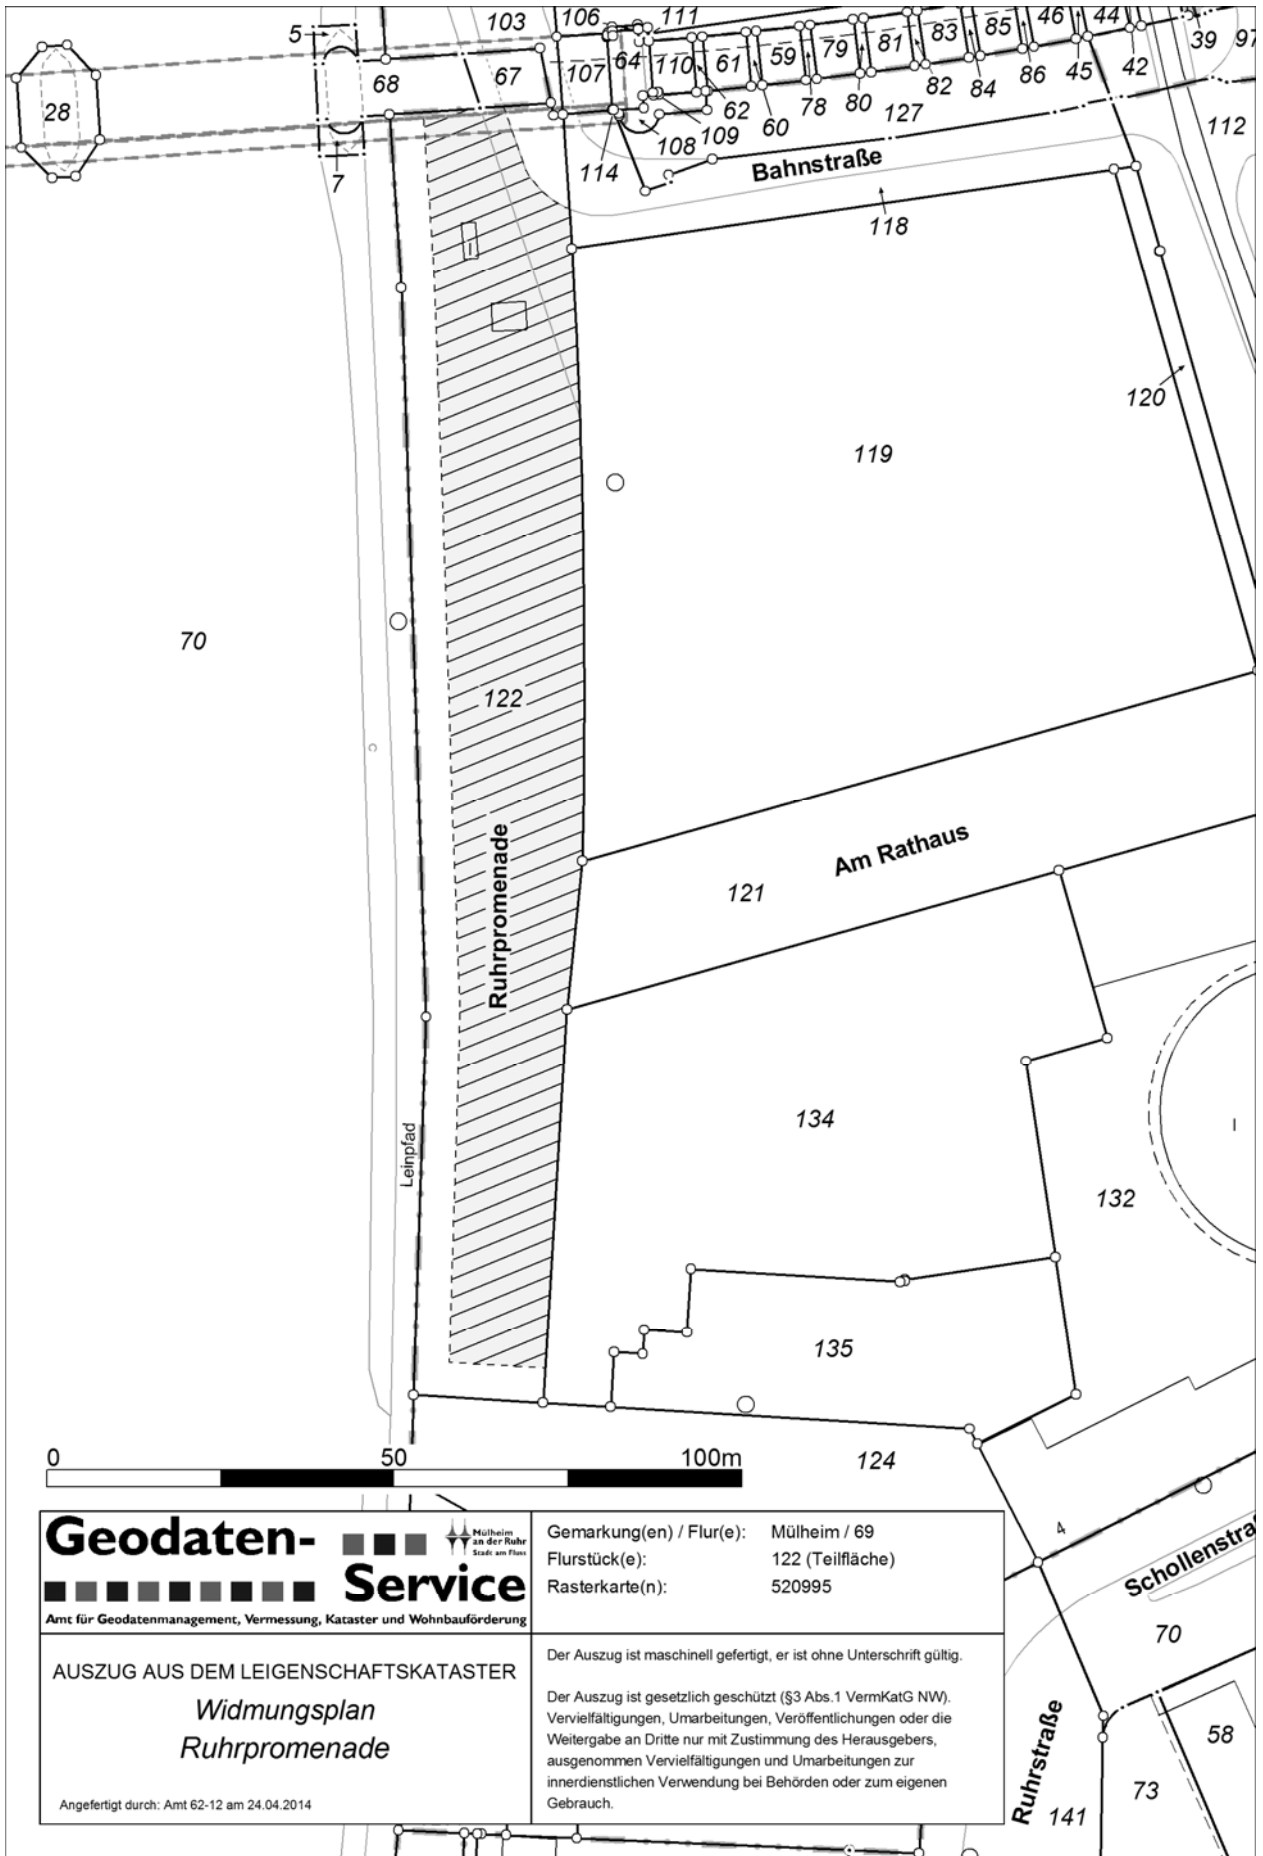 103
106
111
5
68
67
107
64
110
61
59
79
81
83
85
46
44
39
97
28
7
114
108
109
62
60
78
80
127
82
84
86
45
42
112
Bahnstraße
118
120
119
70
122
Ruhrpromenade
Am Rathaus
121
Leinpfad
134
132
I
135
124
0 50 100m
4
Schollenstra
70
58
73
141
Ruhrstraße
Geodaten-
Service
Mülheim
an der Ruhr
Stadt am Fluss
Amt für Geodatenmanagement, Vermessung, Kataster und Wohnbauförderung
Gemarkung(en) / Flur(e): Mülheim / 69
Flurstück(e): 122 (Teilfläche)
Rasterkarte(n): 520995
AUSZUG AUS DEM LEIGENSCHAFTSKATASTER
Widmungsplan
Ruhrpromenade
Angefertigt durch: Amt 62-12 am 24.04.2014
Der Auszug ist maschinell gefertigt, er ist ohne Unterschrift gültig.
Der Auszug ist gesetzlich geschützt (§3 Abs.1 VermKatG NW).
Vervielfältigungen, Umarbeitungen, Veröffentlichungen oder die
Weitergabe an Dritte nur mit Zustimmung des Herausgebers,
ausgenommen Vervielfältigungen und Umarbeitungen zur
innerdienstlichen Verwendung bei Behörden oder zum eigenen
Gebrauch.